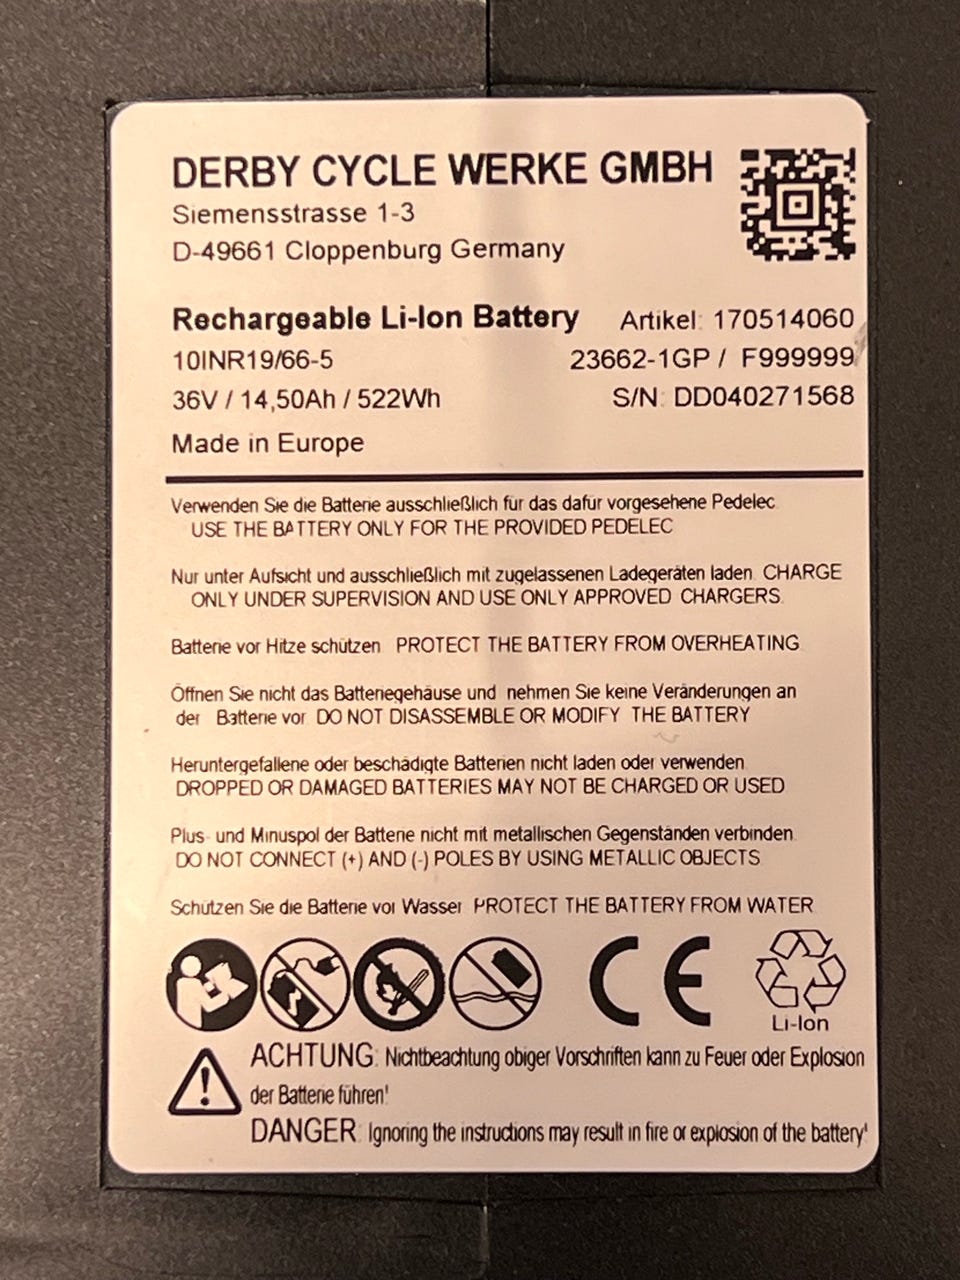 DERBY CYCLE WERKE GMBH
Siemensstrasse 1-3
D-49661 Cloppenburg Germany
Rechargeable Li-Ion Battery Artikel: 170514060
10INR19/66-5 23662-1GP / F999999
36V / 14,50Ah / 522Wh S/N: DD040271568
Made in Europe
Verwenden Sie die Batterie ausschließlich für das dafür vorgesehene Pedelec.
USE THE BATTERY ONLY FOR THE PROVIDED PEDELEC
Nur unter Aufsicht und ausschließlich mit zugelassenen Ladegeräten laden. CHARGE
ONLY UNDER SUPERVISION AND USE ONLY APPROVED CHARGERS.
Batterie vor Hitze schützen PROTECT THE BATTERY FROM OVERHEATING
Öffnen Sie nicht das Batteriegehäuse und nehmen Sie keine Veränderungen an
der Batterie vor DO NOT DISASSEMBLE OR MODIFY THE BATTERY
Heruntergefallene oder beschädigte Batterien nicht laden oder verwenden.
DROPPED OR DAMAGED BATTERIES MAY NOT BE CHARGED OR USED
Plus- und Minuspol der Batterie nicht mit metallischen Gegenständen verbinden.
DO NOT CONNECT (+) AND (-) POLES BY USING METALLIC OBJECTS
Schützen Sie die Batterie vor Wasser PROTECT THE BATTERY FROM WATER
CE
Li-Ion
ACHTUNG: Nichtbeachtung obiger Vorschriften kann zu Feuer oder Explosion
der Batterie führen!
DANGER: Ignoring the instructions may result in fire or explosion of the battery!